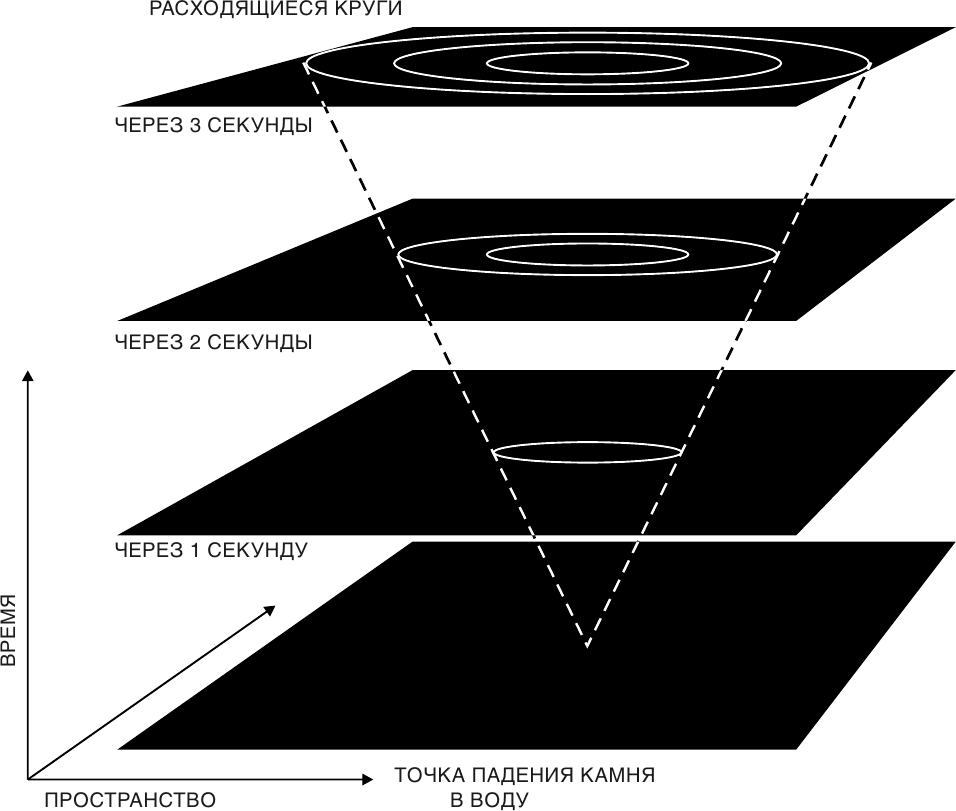 РАСХОДЯЩИЕСЯ КРУГИ
ЧЕРЕЗ 3 СЕКУНДЫ
ЧЕРЕЗ 2 СЕКУНДЫ
ЧЕРЕЗ 1 СЕКУНДУ
ВРЕМЯ
ТОЧКА ПАДЕНИЯ КАМНЯ
В ВОДУ
ПРОСТРАНСТВО